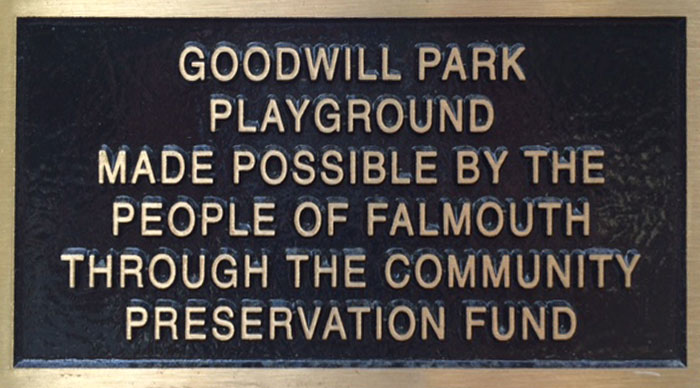 GOODWILL PARK
PLAYGROUND
MADE POSSIBLE BY THE
PEOPLE OF FALMOUTH
THROUGH THE COMMUNITY
PRESERVATION FUND